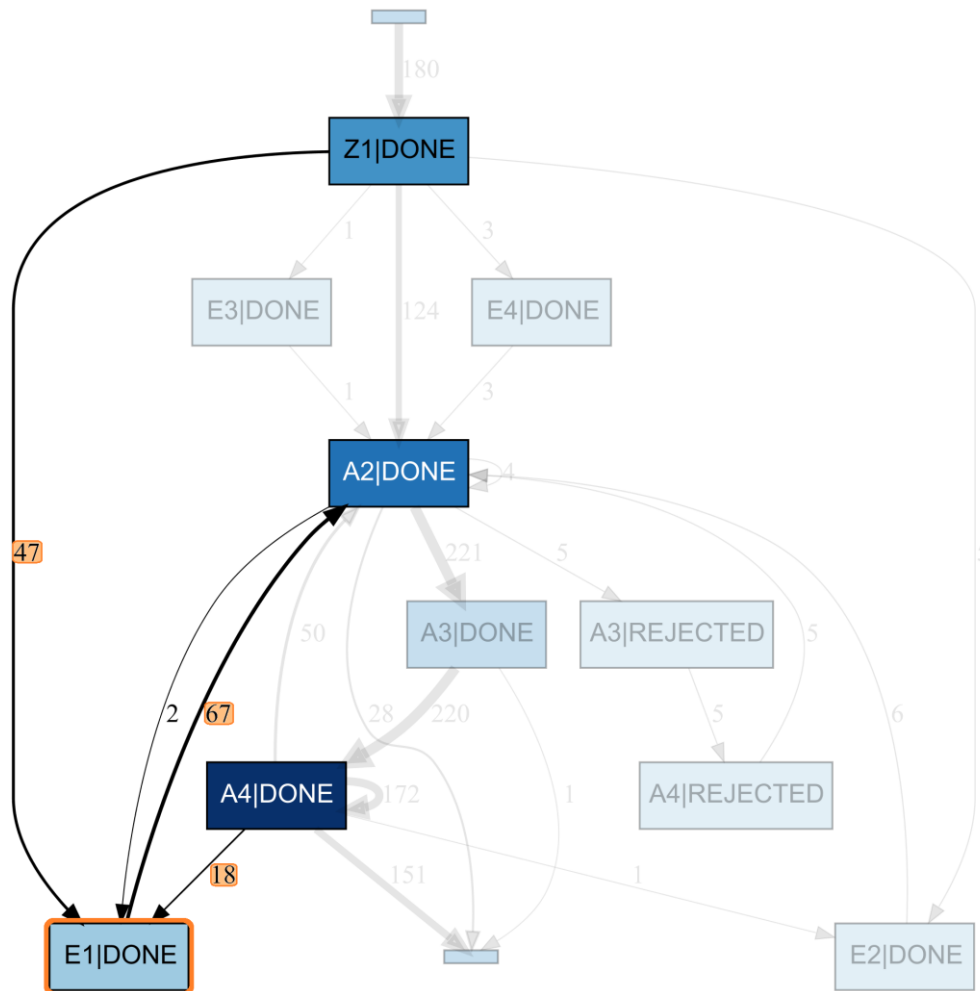 180
Z1|DONE
1
3
E3|DONE
124
E4|DONE
1
3
A2|DONE
4
47
221
5
A3|DONE
A3|REJECTED
50
5
2
67
28
220
5
6
A4|DONE
172
1
A4|REJECTED
18
151
1
E1|DONE
E2|DONE